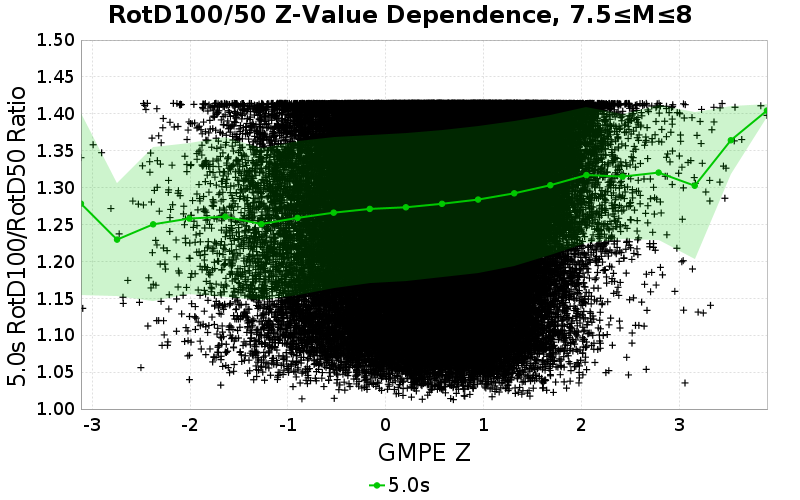 RotD100/50 Z-Value Dependence, 7.5≤M≤8
5.0s RotD100/RotD50 Ratio
1.50
1.45
1.40
1.35
1.30
1.25
1.20
1.15
1.10
1.05
1.00
-3 -2 -1 0 1 2 3
GMPE Z
5.0s